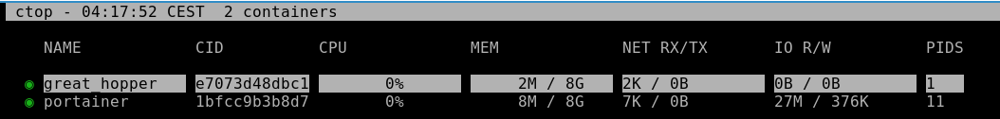 ctop - 04:17:52 CEST 2 containers
NAME CID CPU MEM NET RX/TX IO R/W PIDS
great_hopper e7073d48dbc1 0% 2M / 8G 2K / 0B 0B / 0B 1
portainer 1bfcc9b3b8d7 0% 8M / 8G 7K / 0B 27M / 376K 11